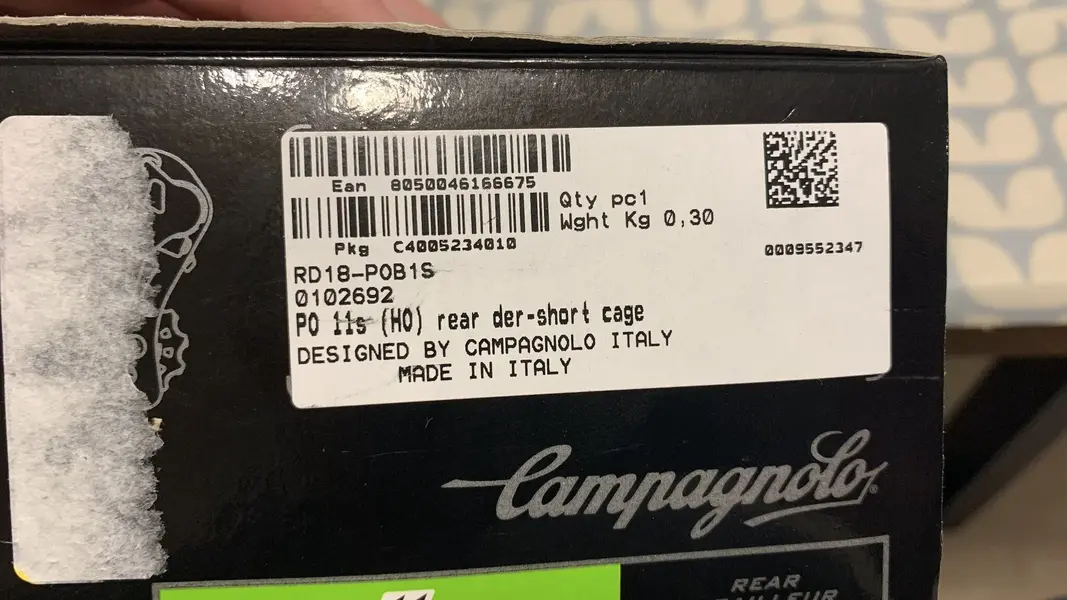 Ean 8050046166675
Qty pc1
Pkg C4005234010
Wght Kg 0,30
0009552347
RD18-POB1S
0102692
PO 11s (HO) rear der-short cage
DESIGNED BY CAMPAGNOLO ITALY
MADE IN ITALY
Campagnolo
REAR